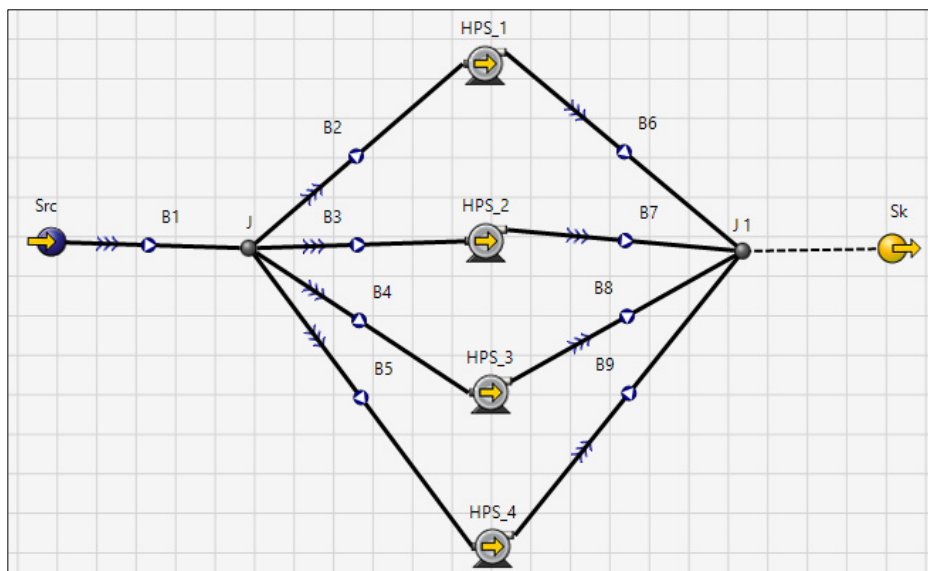 HPS_1
B2
B6
Src
B1
J
B3
HPS_2
B7
J 1
Sk
B4
B8
B5
HPS_3
B9
HPS_4